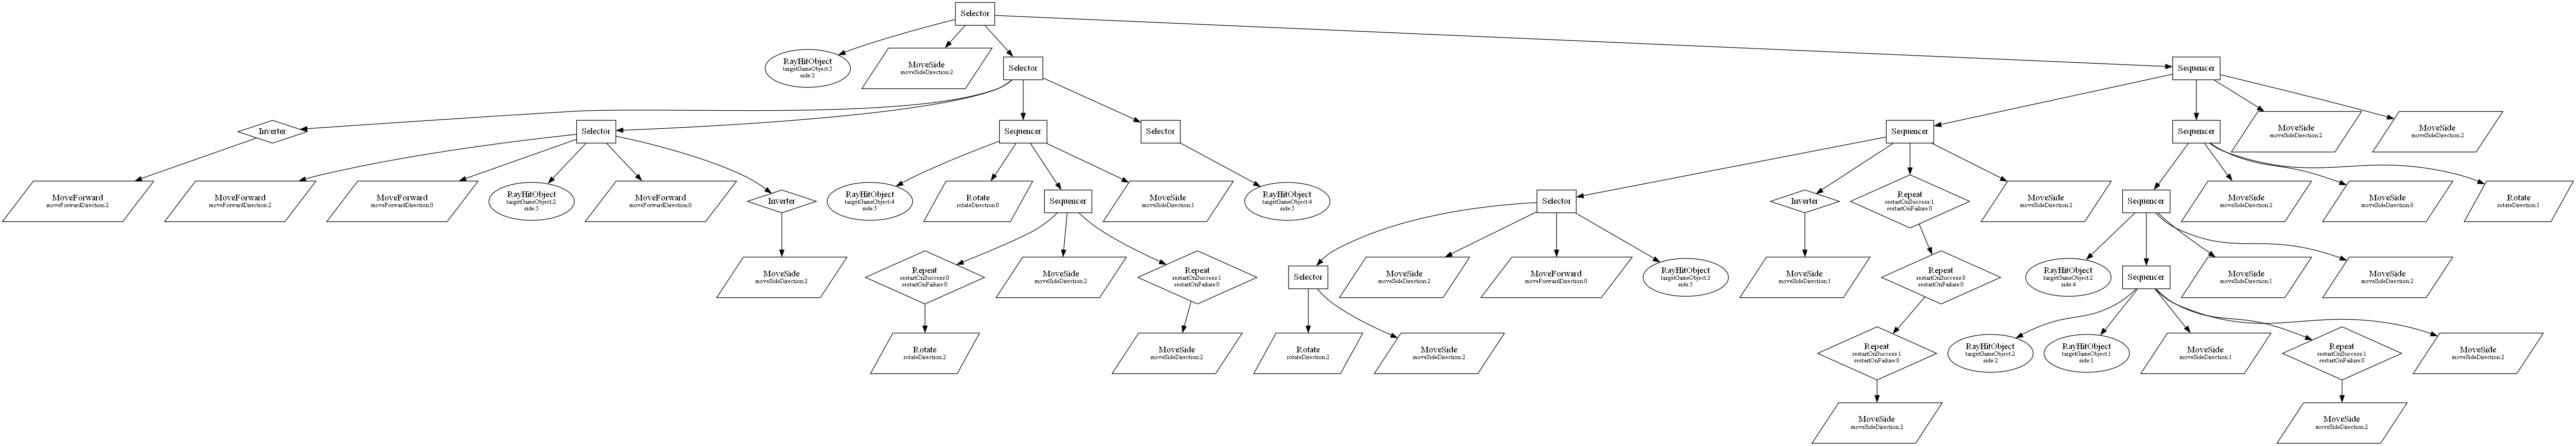 Selector
RayHitObject
targetGameObject:5
side:3
MoveSide
moveSideDirection:2
Selector
Sequencer
Inverter
Selector
Sequencer
Selector
Sequencer
Sequencer
MoveSide
moveSideDirection:2
MoveSide
moveSideDirection:2
MoveForward
moveForwardDirection:2
MoveForward
moveForwardDirection:2
MoveForward
moveForwardDirection:0
RayHitObject
targetGameObject:2
side:5
MoveForward
moveForwardDirection:0
Inverter
RayHitObject
targetGameObject:4
side:5
Rotate
rotateDirection:0
Sequencer
MoveSide
moveSideDirection:1
RayHitObject
targetGameObject:4
side:5
Selector
Inverter
Repeat
restartOnSuccess:1
restartOnFailure:0
MoveSide
moveSideDirection:2
Sequencer
MoveSide
moveSideDirection:2
MoveSide
moveSideDirection:0
Rotate
rotateDirection:1
MoveSide
moveSideDirection:2
Repeat
restartOnSuccess:0
restartOnFailure:0
MoveSide
moveSideDirection:2
Repeat
restartOnSuccess:1
restartOnFailure:0
Selector
MoveSide
moveSideDirection:2
MoveForward
moveForwardDirection:0
RayHitObject
targetGameObject:3
side:5
MoveSide
moveSideDirection:1
Repeat
restartOnSuccess:0
restartOnFailure:0
RayHitObject
targetGameObject:2
side:4
Sequencer
MoveSide
moveSideDirection:1
MoveSide
moveSideDirection:2
Rotate
rotateDirection:2
MoveSide
moveSideDirection:2
Rotate
rotateDirection:2
MoveSide
moveSideDirection:2
Repeat
restartOnSuccess:1
restartOnFailure:0
RayHitObject
targetGameObject:2
side:2
RayHitObject
targetGameObject:1
side:1
MoveSide
moveSideDirection:1
Repeat
restartOnSuccess:1
restartOnFailure:0
MoveSide
moveSideDirection:2
MoveSide
moveSideDirection:2
MoveSide
moveSideDirection:2